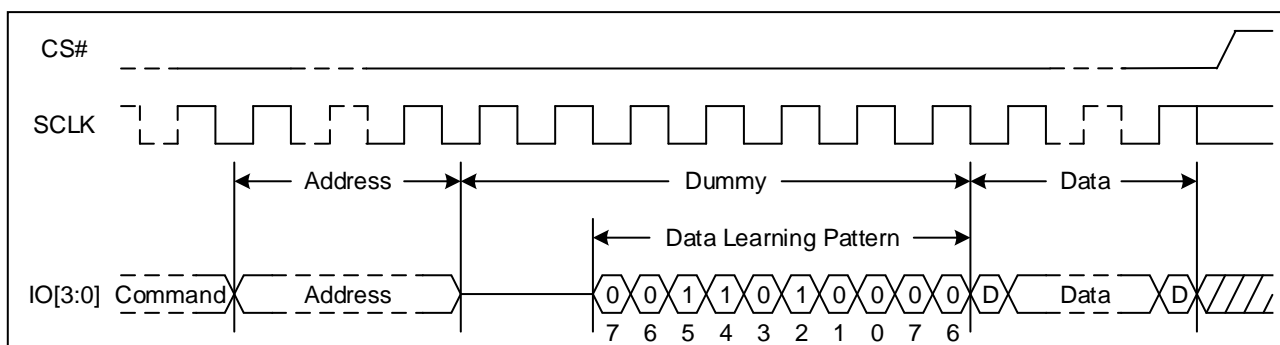 CS#
SCLK
Address Dummy Data
Data Learning Pattern
IO[3:0] Command Address 0 0 1 1 0 1 0 0 0 0 D Data D
7 6 5 4 3 2 1 0 7 6